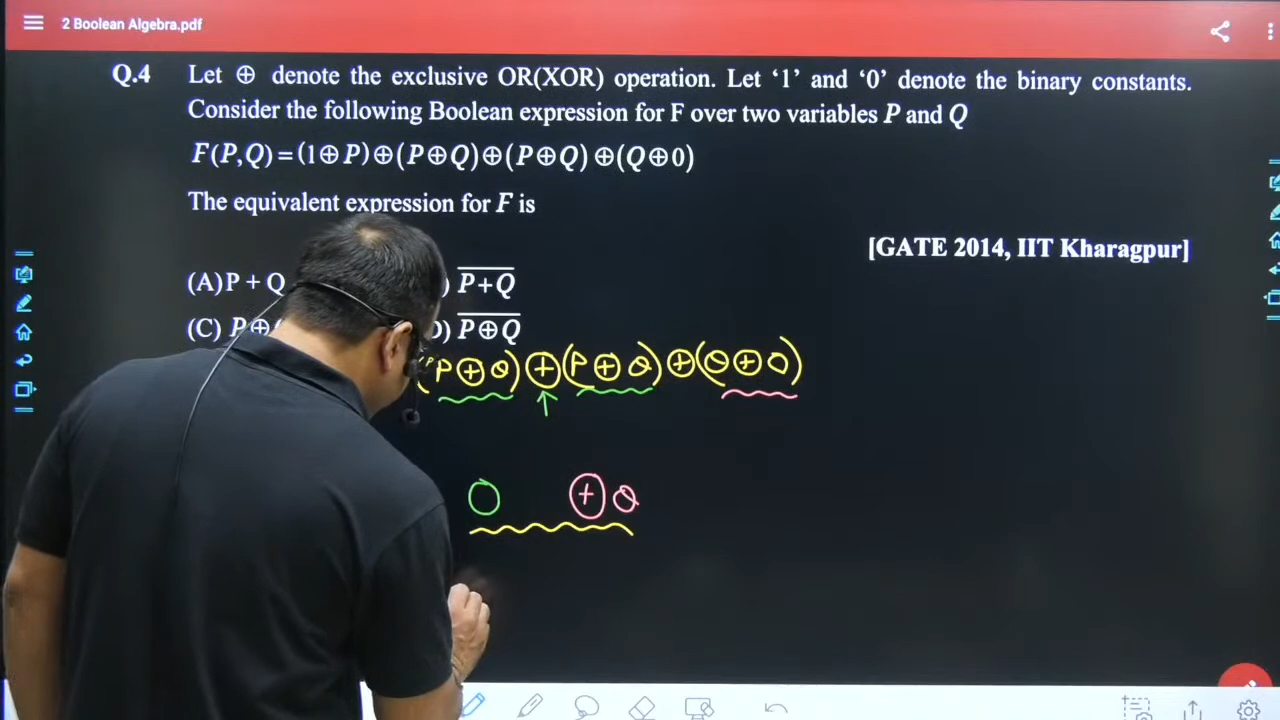 2 Boolean Algebra.pdf
Q.4 Let ⊕ denote the exclusive OR(XOR) operation. Let ‘1’ and ‘0’ denote the binary constants.
Consider the following Boolean expression for F over two variables P and Q
F(P,Q)=(1⊕P)⊕(P⊕Q)⊕(P⊕Q)⊕(Q⊕0)
The equivalent expression for F is
[GATE 2014, IIT Kharagpur]
(A)P + Q ) \overline{P+Q}
(C) P⊕ D) \overline{P⊕Q}
(P⊕Q)⊕(P⊕Q)⊕(Q⊕0)
0 ⊕Q